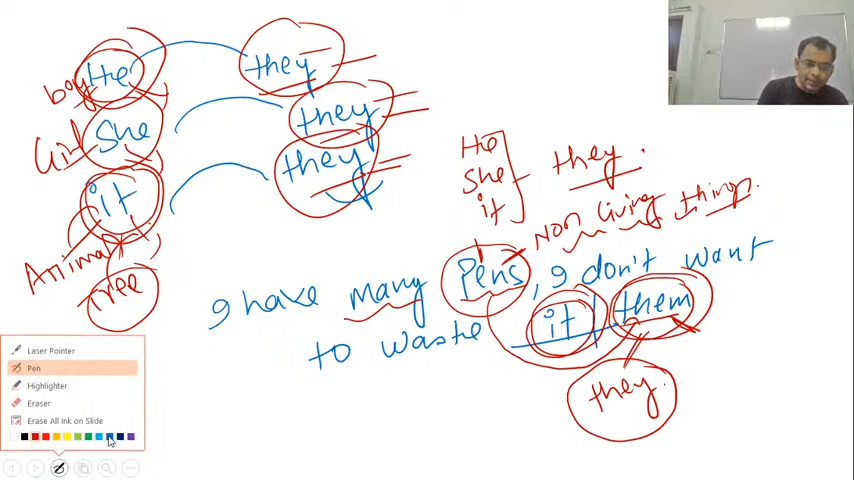 boy He they
Girl She they
it they
Animal
Tree
He
She
it
they.
Non living things.
I have many Pens, I don't want
to waste it | them
they.
Laser Pointer
Pen
Highlighter
Eraser
Erase All Ink on Slide